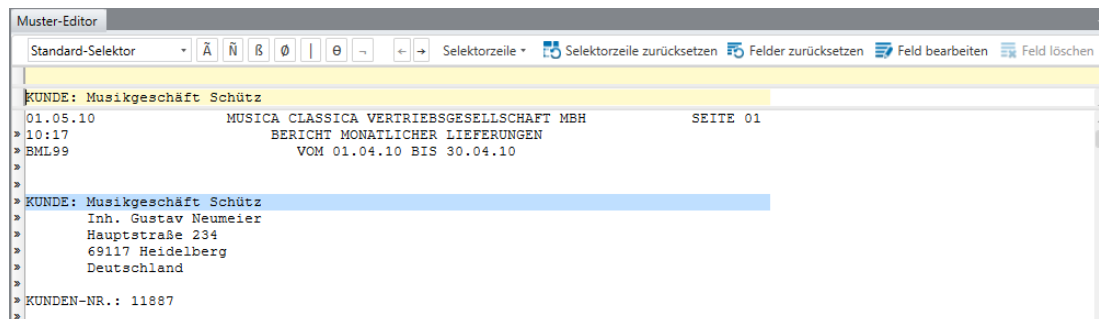 Muster-Editor
Standard-Selektor Ã Ñ ß ø | θ ¬ ← → Selektorzeile Selektorzeile zurücksetzen Felder zurücksetzen Feld bearbeiten Feld löschen
KUNDE: Musikgeschäft Schütz
01.05.10 MUSICA CLASSICA VERTRIEBSGESELLSCHAFT MBH SEITE 01
» 10:17 BERICHT MONATLICHER LIEFERUNGEN
» BML99 VOM 01.04.10 BIS 30.04.10
»
»
» KUNDE: Musikgeschäft Schütz
» Inh. Gustav Neumeier
» Hauptstraße 234
» 69117 Heidelberg
» Deutschland
»
» KUNDEN-NR.: 11887
»